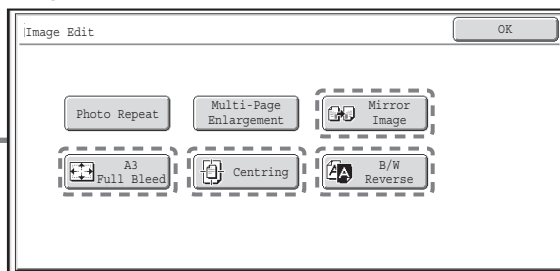 Image Edit
OK
Photo Repeat
Multi-Page
Enlargement
Mirror
Image
A3
Full Bleed
Centring
B/W
Reverse